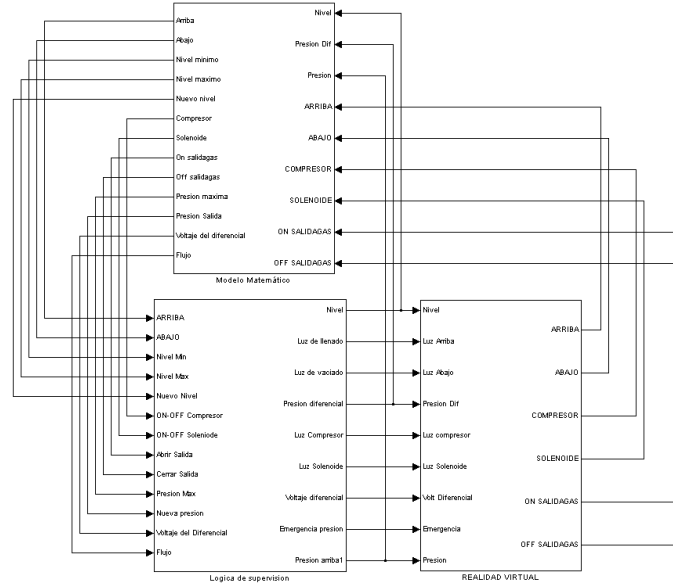 Arriba
Abajo
Nivel minimo
Nivel maximo
Nuevo nivel
Compresor
Solenoide
On salidagas
Off salidagas
Presion maxima
Presion Salida
Voltaje del diferencial
Flujo
Nivel
Presion Dif
Presion
ARRIBA
ABAJO
COMPRESOR
SOLENOIDE
ON SALIDAGAS
OFF SALIDAGAS
Modelo Matemático
ARRIBA
ABAJO
Nivel Min
Nivel Max
Nuevo Nivel
ON-OFF Compresor
ON-OFF Soleniode
Abrir Salida
Cerrar Salida
Presion Max
Nueva presion
Voltaje del Diferencial
Flujo
Nivel
Luz de llenado
Luz de vaciado
Presion diferencial
Luz Compresor
Luz Solenoide
Voltaje diferencial
Emergencia presion
Presion arriba1
Logica de supervision
Nivel
Luz Arriba
Luz Abajo
Presion Dif
Luz compresor
Luz Solenoide
Volt Diferencial
Emergencia
Presion
ARRIBA
ABAJO
COMPRESOR
SOLENOIDE
ON SALIDAGAS
OFF SALIDAGAS
REALIDAD VIRTUAL